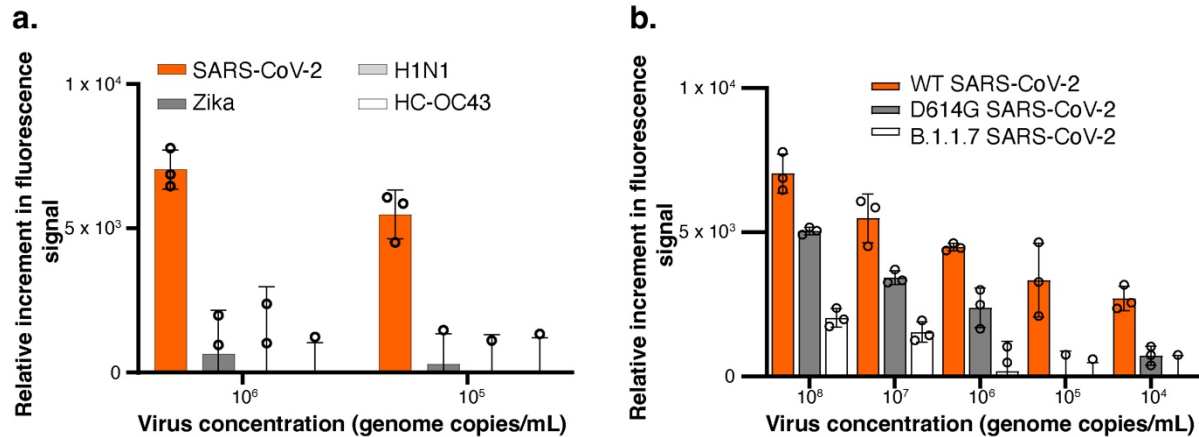 a.
Relative increment in fluorescence
signal
SARS-CoV-2
H1N1
Zika
HC-OC43
1 x 10⁴
5 x 10³
0
10⁶
10⁵
Virus concentration (genome copies/mL)
b.
Relative increment in fluorescence
signal
WT SARS-CoV-2
D614G SARS-CoV-2
B.1.1.7 SARS-CoV-2
1 x 10⁴
5 x 10³
0
10⁸
10⁷
10⁶
10⁵
10⁴
Virus concentration (genome copies/mL)